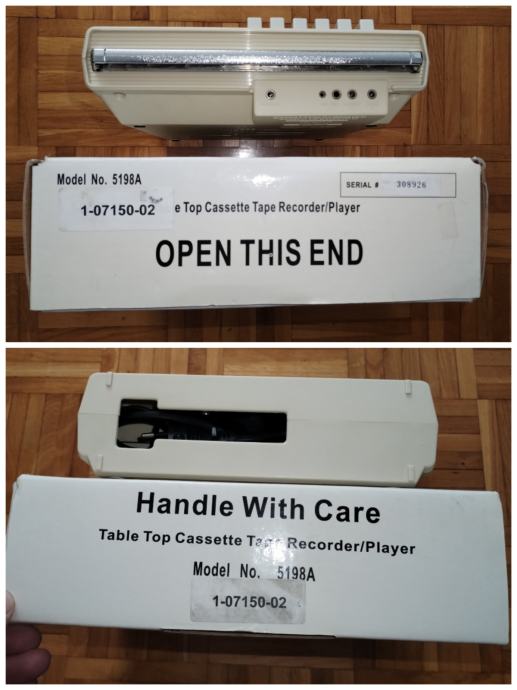 Model No. 5198A
SERIAL # 308926
1-07150-02
e Top Cassette Tape Recorder/Player
OPEN THIS END
Handle With Care
Table Top Cassette Tape Recorder/Player
Model No. 5198A
1-07150-02